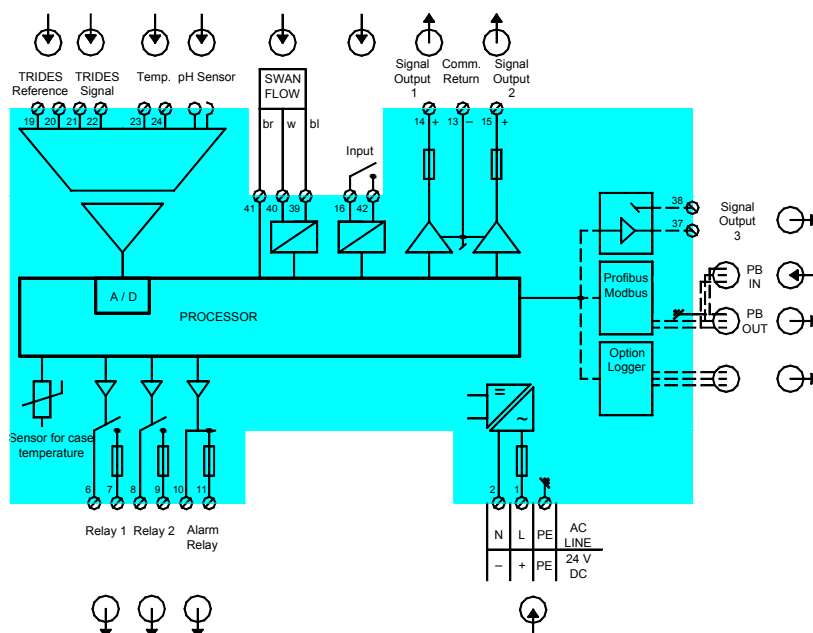 TRIDES
Reference
TRIDES
Signal
Temp.
pH Sensor
SWAN
FLOW
Signal
Output
1
Comm.
Return
Signal
Output 2
19
20
21
22
23
24
br
w
bl
14 +
13 –
15 +
Input
41
40
39
16
42
38
37
Signal
Output
3
A / D
PROCESSOR
Profibus
Modbus
PB
IN
PB
OUT
Option
Logger
Sensor for case
temperature
=
~
6
7
8
9
10
11
2
1
Relay 1
Relay 2
Alarm
Relay
N
L
PE
AC
LINE
–
+
PE
24 V
DC